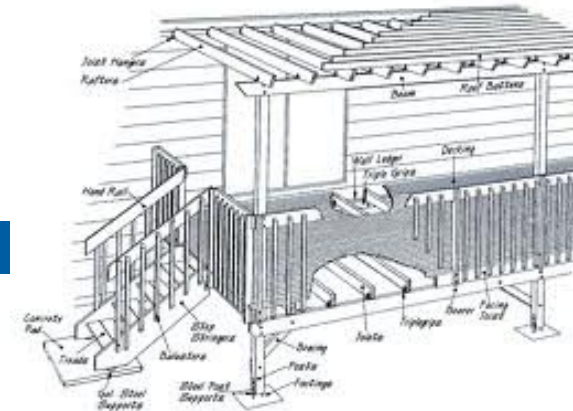 Joist Hangers
Rafters
Beam
Roof Battens
Wall Ledger
Triple Grips
Decking
Hand Rail
Concrete
Pad
Treads
Step
Stringers
Balusters
Gal Steel
Supports
Joists
Triplegrips
Bearer
Facing
Joist
Bracing
Posts
Steel Post
Supports
Footings